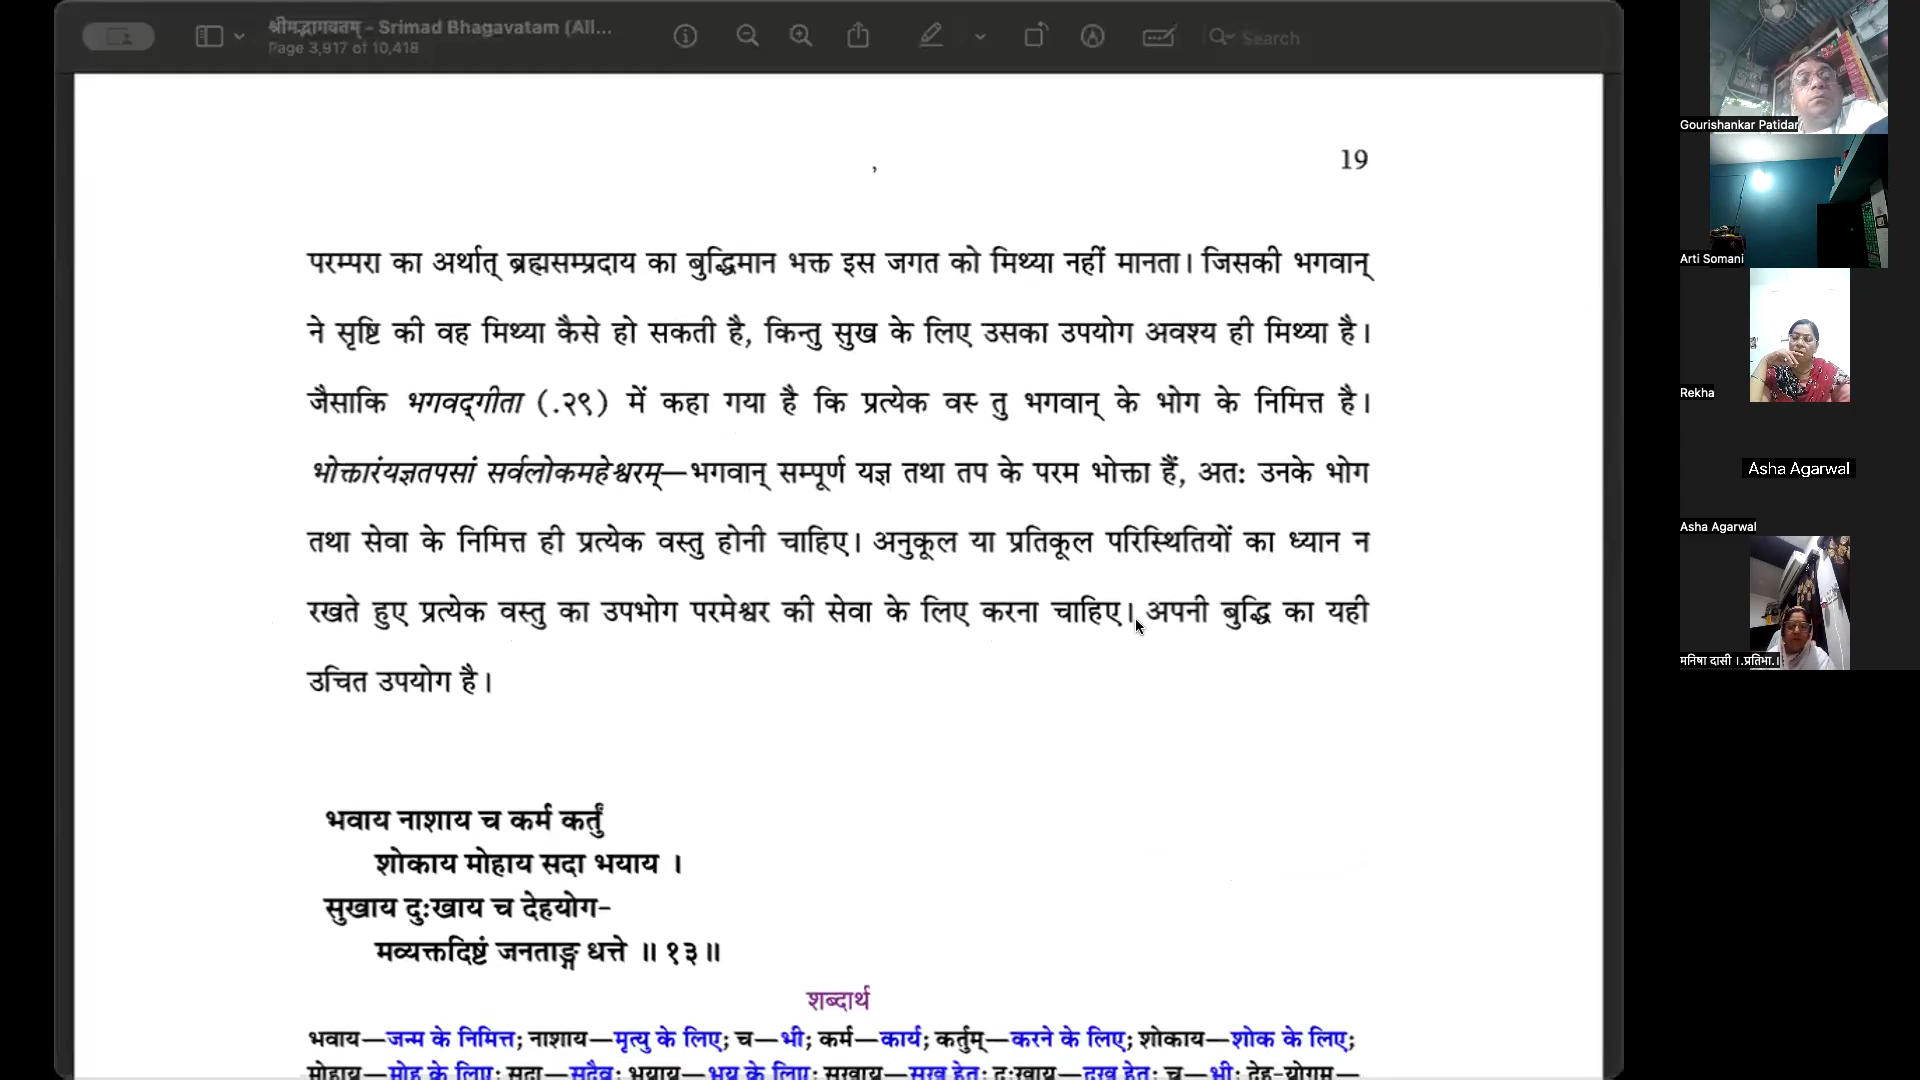 श्रीमद्भागवतम् - Srimad Bhagavatam (All...
Page 3,917 of 10,418
Search
19
परम्परा का अर्थात् ब्रह्मसम्प्रदाय का बुद्धिमान भक्त इस जगत को मिथ्या नहीं मानता। जिसकी भगवान्
ने सृष्टि की वह मिथ्या कैसे हो सकती है, किन्तु सुख के लिए उसका उपयोग अवश्य ही मिथ्या है।
जैसाकि भगवद्‌गीता (.२९) में कहा गया है कि प्रत्येक वस् तु भगवान् के भोग के निमित्त है।
भोक्तारंयज्ञतपसां सर्वलोकमहेश्वरम्—भगवान् सम्पूर्ण यज्ञ तथा तप के परम भोक्ता हैं, अतः उनके भोग
तथा सेवा के निमित्त ही प्रत्येक वस्तु होनी चाहिए। अनुकूल या प्रतिकूल परिस्थितियों का ध्यान न
रखते हुए प्रत्येक वस्तु का उपभोग परमेश्वर की सेवा के लिए करना चाहिए। अपनी बुद्धि का यही
उचित उपयोग है।
भवाय नाशाय च कर्म कर्तुं
शोकाय मोहाय सदा भयाय ।
सुखाय दुःखाय च देहयोग-
मव्यक्तदिष्टं जनताङ्ग धत्ते ॥ १३॥
शब्दार्थ
भवाय—जन्म के निमित्त; नाशाय—मृत्यु के लिए; च—भी; कर्म—कार्य; कर्तुम्—करने के लिए; शोकाय—शोक के लिए;
मोहाय—मोह के लिए; सदा—सदैव; भयाय—भय के लिए; सुखाय—सुख हेतु; दुःखाय—दुख हेतु; च—भी; देह-योगम्—
Gourishankar Patidar
Arti Somani
Rekha
Asha Agarwal
Asha Agarwal
मनिषा दासी ।.प्रतिभा.।